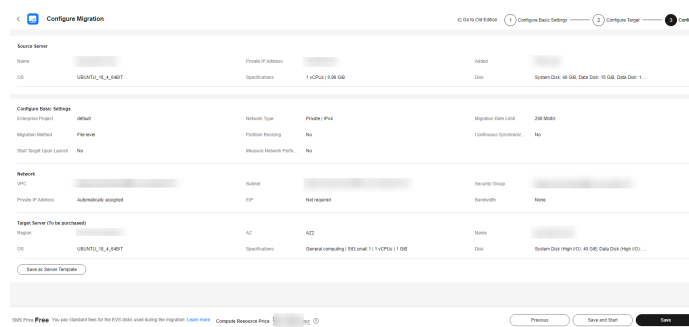 Configure Migration
Go to Old Edition
1 Configure Basic Settings
2 Configure Target
3 Confi
Source Server
Name
Private IP Address
Added
OS UBUNTU_18_4_64BIT
Specifications 1 vCPUs | 0.96 GiB
Disk System Disk: 40 GiB; Data Disk: 15 GiB; Data Disk: 1...
Configure Basic Settings
Enterprise Project default
Network Type Private | IPv4
Migration Rate Limit 200 Mbit/s
Migration Method File-level
Partition Resizing No
Continuous Synchroniz... No
Start Target Upon Launch No
Measure Network Perfo... No
Network
VPC
Subnet
Security Group
Private IP Address Automatically assigned
EIP Not required
Bandwidth None
Target Server (To be purchased)
Region
AZ AZ2
Name
OS UBUNTU_18_4_64BIT
Specifications General computing | Sit3.small.1 | 1 vCPUs | 1 GiB
Disk System Disk (High I/O): 40 GiB; Data Disk (High I/O): ...
Save as Server Template
SMS Price Free You pay standard fees for the EVS disks used during the migration. Learn more Compute Resource Price
Previous
Save and Start
Save